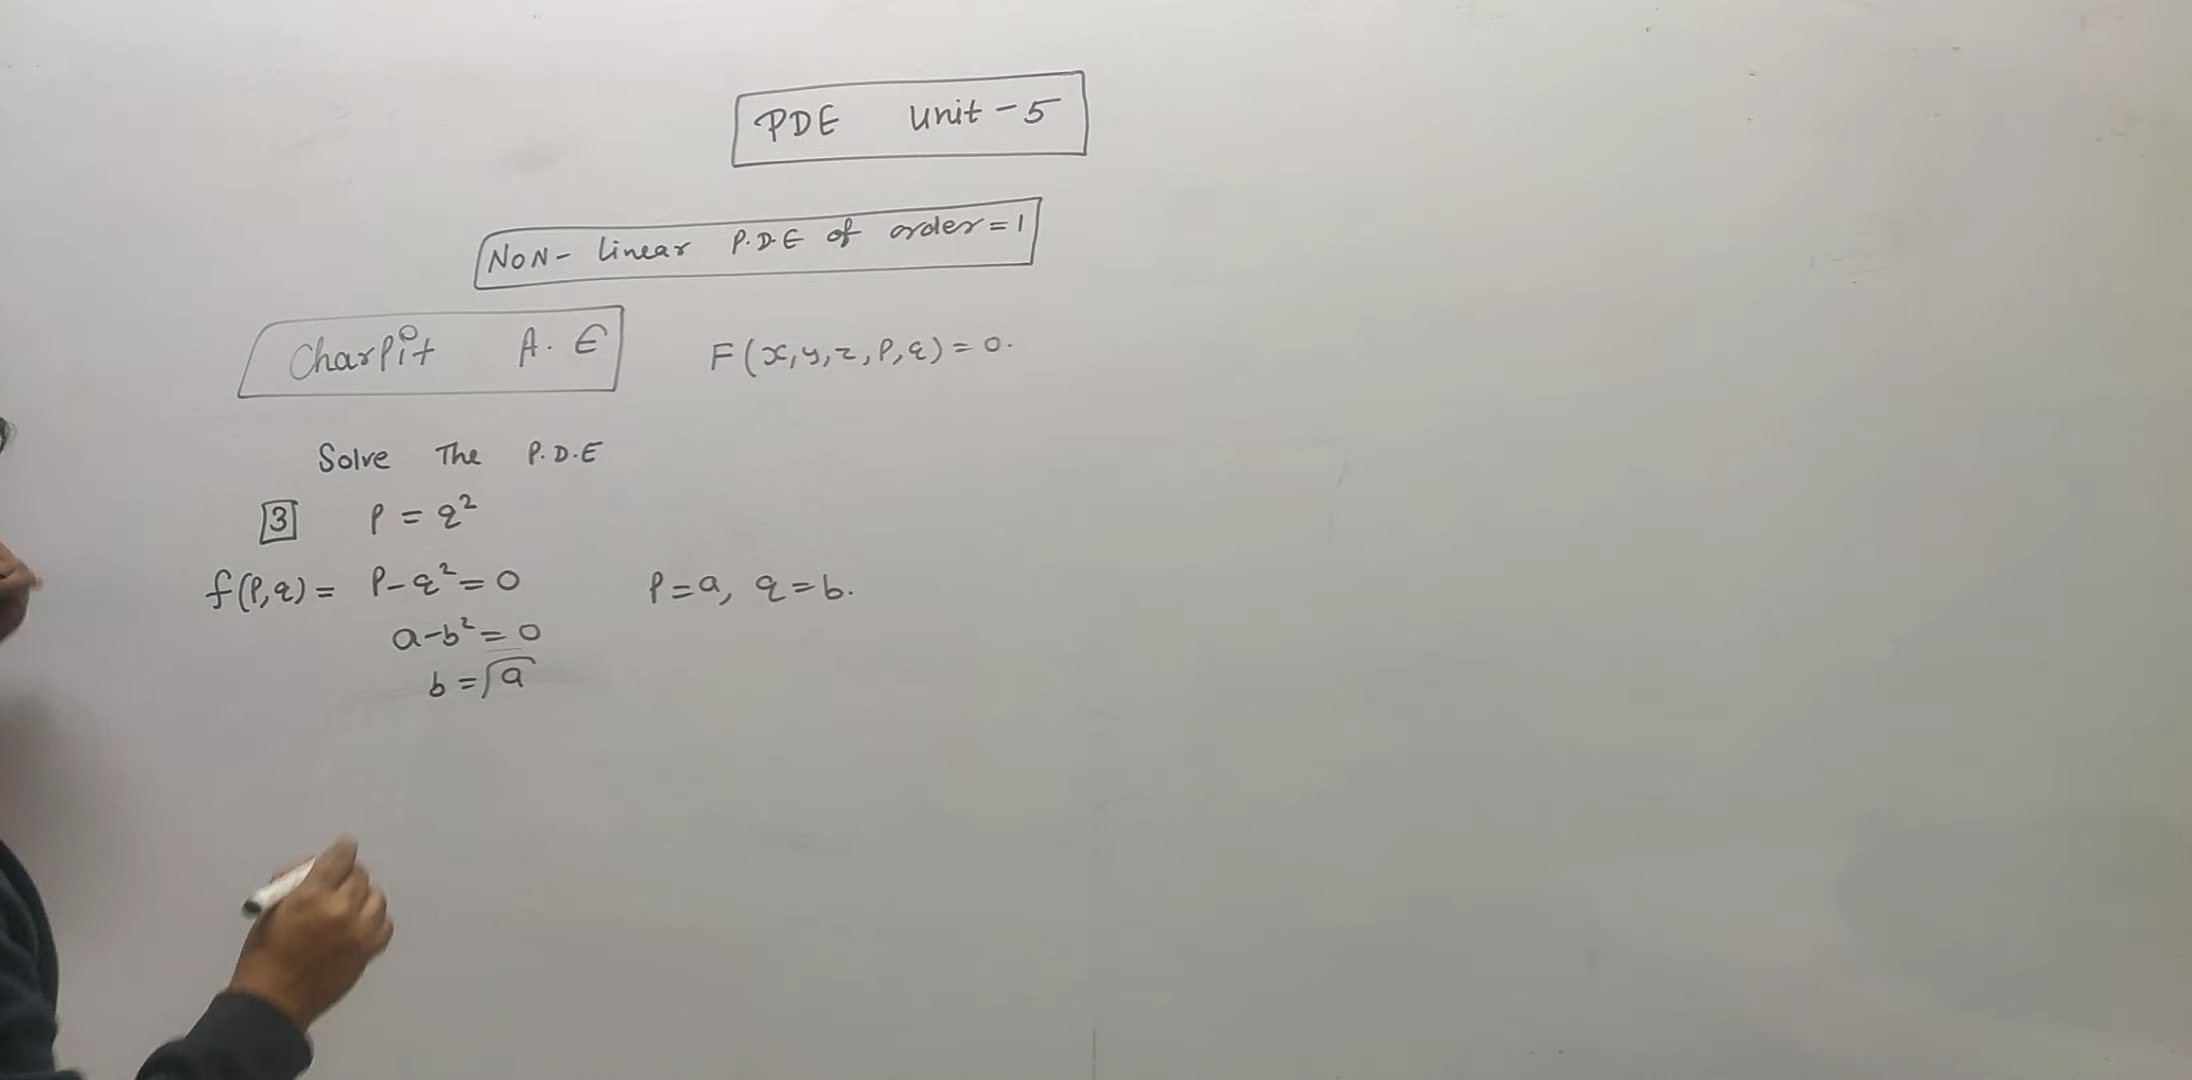 PDE Unit - 5
NON- Linear P.D.E of order = 1
Charpit A. E
F(x, y, z, P, q) = 0.
Solve The P.D.E
3 P = q²
f(P, q) = P - q² = 0
P = a, q = b.
a - b² = 0
b = √a